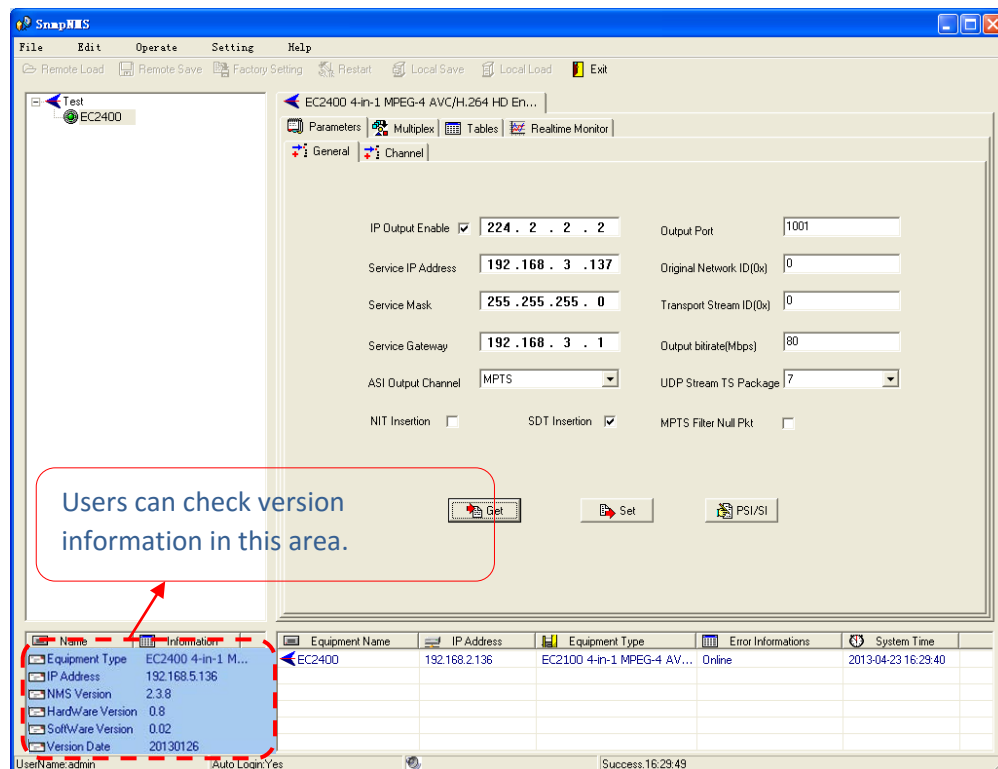 SnmpNMS
File Edit Operate Setting Help
Remote Load Remote Save Factory Setting Restart Local Save Local Load Exit
Test
EC2400
EC2400 4-in-1 MPEG-4 AVC/H.264 HD En...
Parameters Multiplex Tables Realtime Monitor
General Channel
IP Output Enable 224 . 2 . 2 . 2 Output Port 1001
Service IP Address 192 .168 . 3 .137 Original Network ID(0x) 0
Service Mask 255 .255 .255 . 0 Transport Stream ID(0x) 0
Service Gateway 192 .168 . 3 . 1 Output bitirate(Mbps) 80
ASI Output Channel MPTS UDP Stream TS Package 7
NIT Insertion SDT Insertion MPTS Filter Null Pkt
Users can check version
information in this area.
Get Set PSI/SI
Name Information
Equipment Type EC2400 4-in-1 M...
IP Address 192.168.5.136
NMS Version 2.3.8
HardWare Version 0.8
SoftWare Version 0.02
Version Date 20130126
Equipment Name IP Address Equipment Type Error Informations System Time
EC2400 192.168.2.136 EC2100 4-in-1 MPEG-4 AV... Online 2013-04-23 16:29:40
UserName:admin Auto Login:Yes Success.16:29:49